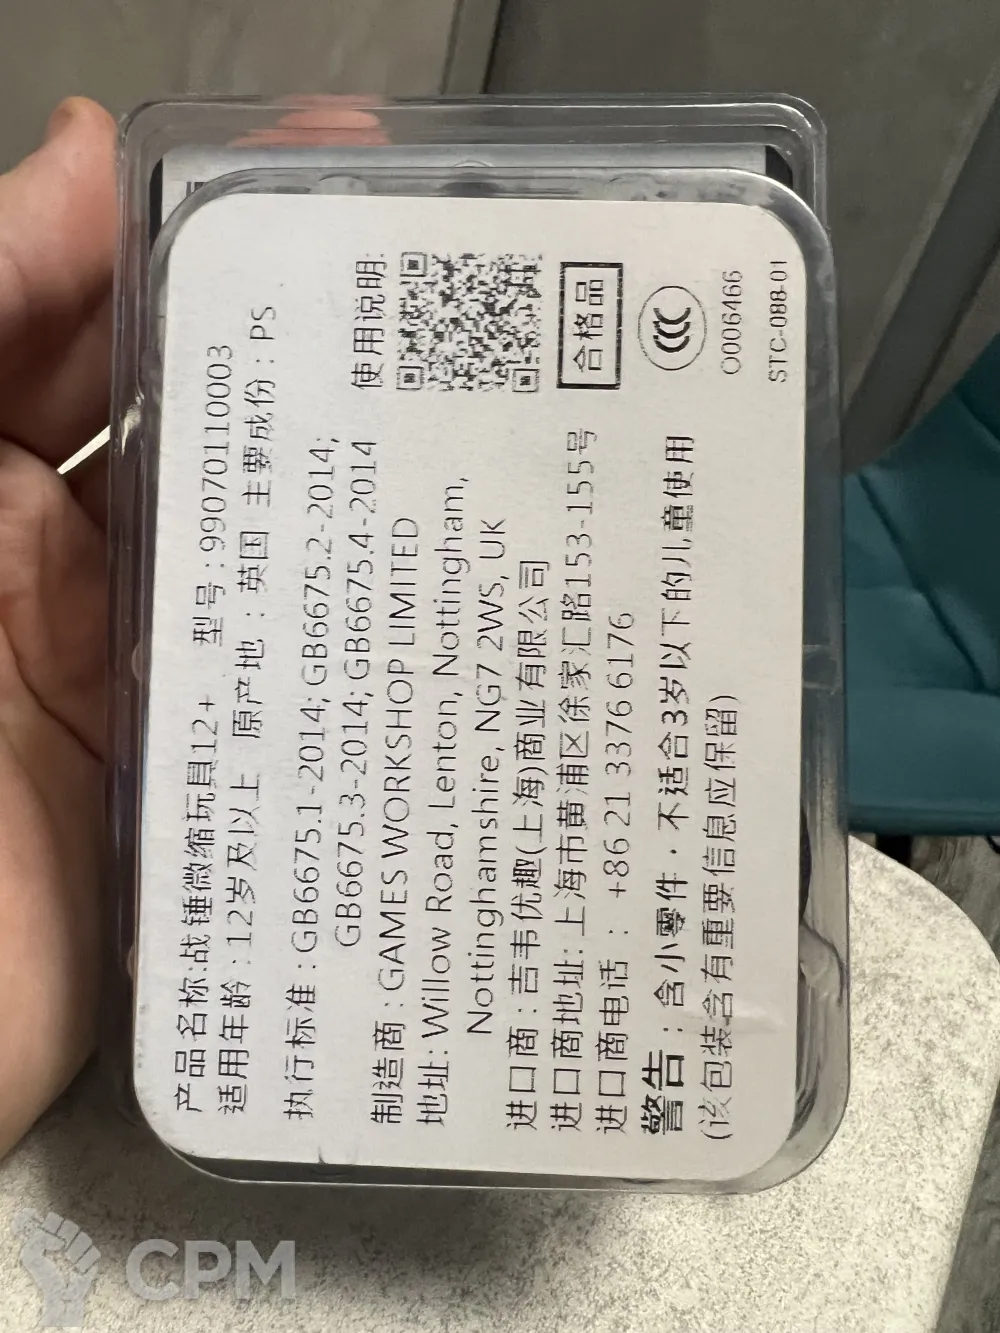 产品名称:战锤微缩玩具12+ 型号:99070110003
适用年龄:12岁及以上 原产地:英国 主要成份:PS
执行标准:GB6675.1-2014; GB6675.2-2014;
GB6675.3-2014; GB6675.4-2014
制造商:GAMES WORKSHOP LIMITED
地址: Willow Road, Lenton, Nottingham,
Nottinghamshire, NG7 2WS, UK
进口商:吉韦优趣(上海)商业有限公司
进口商地址: 上海市黄浦区徐家汇路153-155号
进口商电话: +86 21 3376 6176
警告:含小零件·不适合3岁以下的儿童使用
(该包装含有重要信息应保留)
使用说明:
合格品
CCC
O006466
STC-088-01
CPM